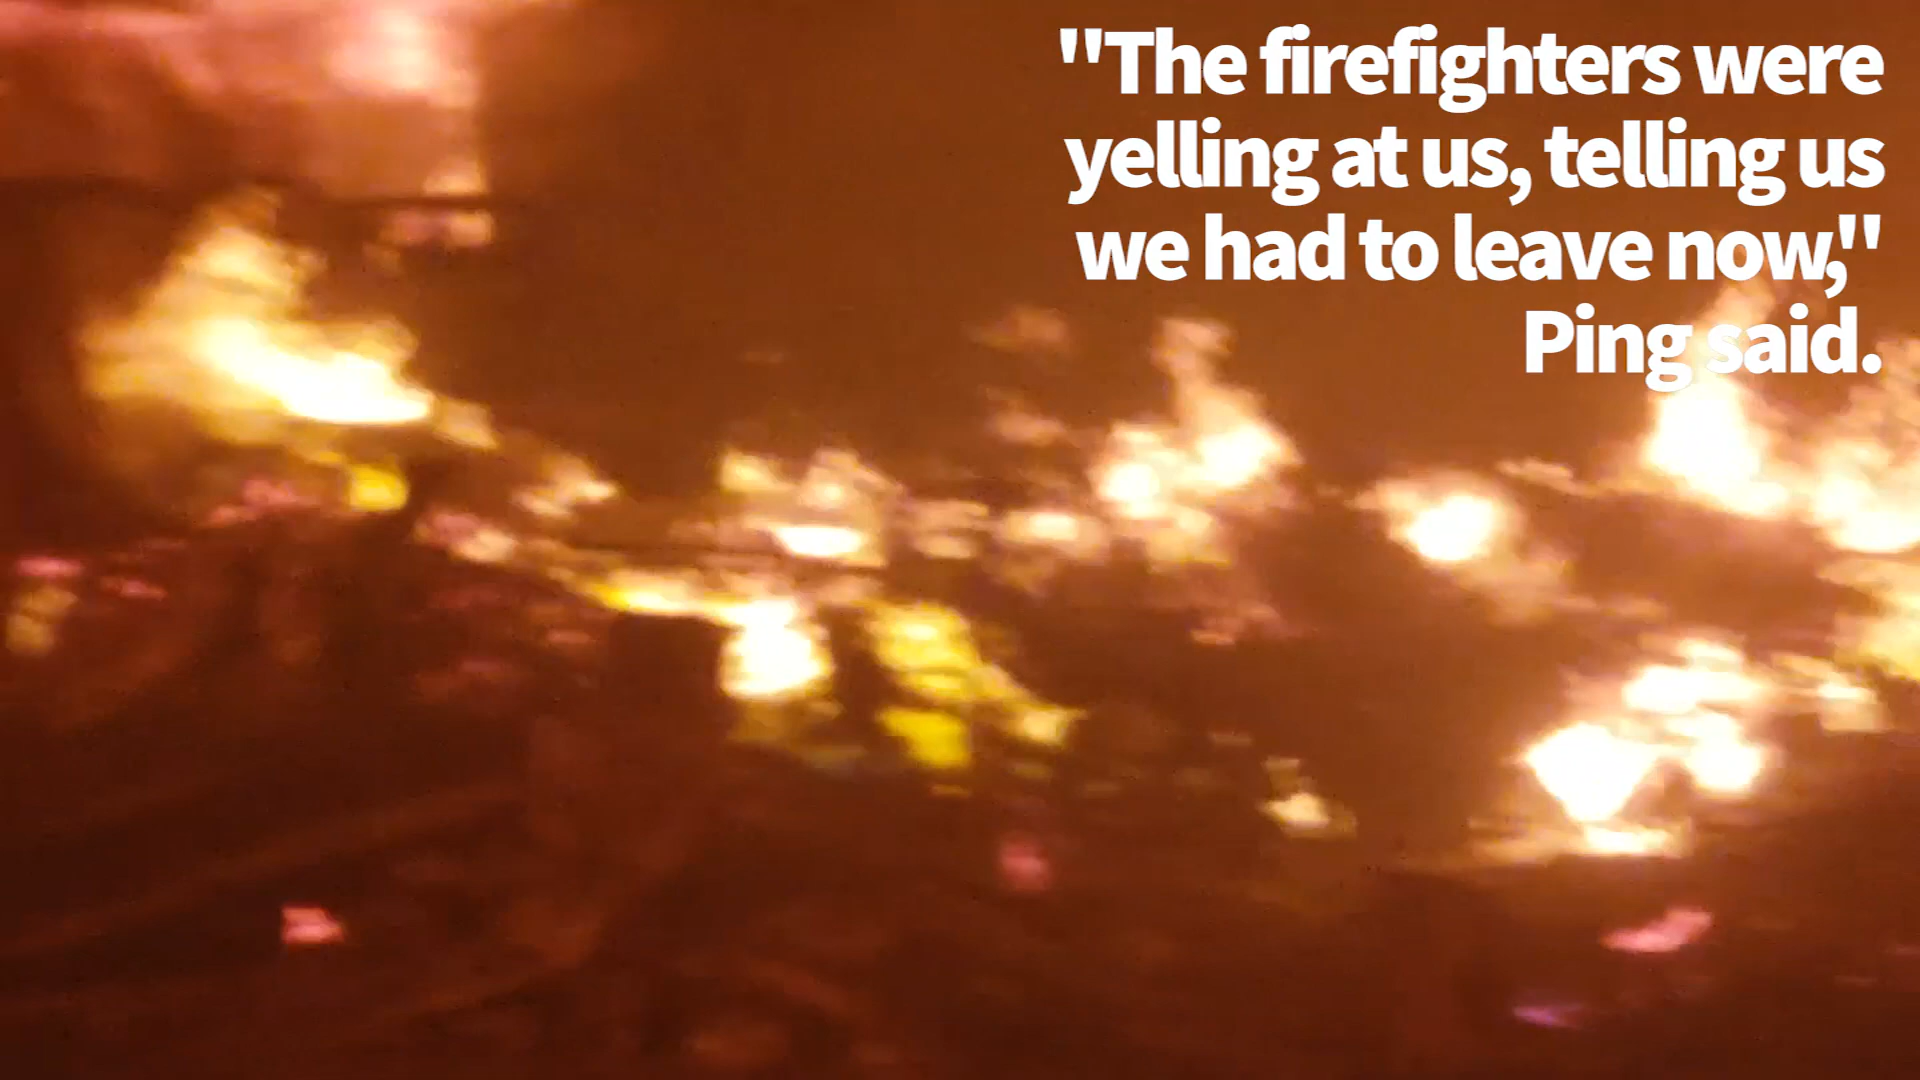 "The firefighters were
yelling at us, telling us
we had to leave now,"
Ping said.